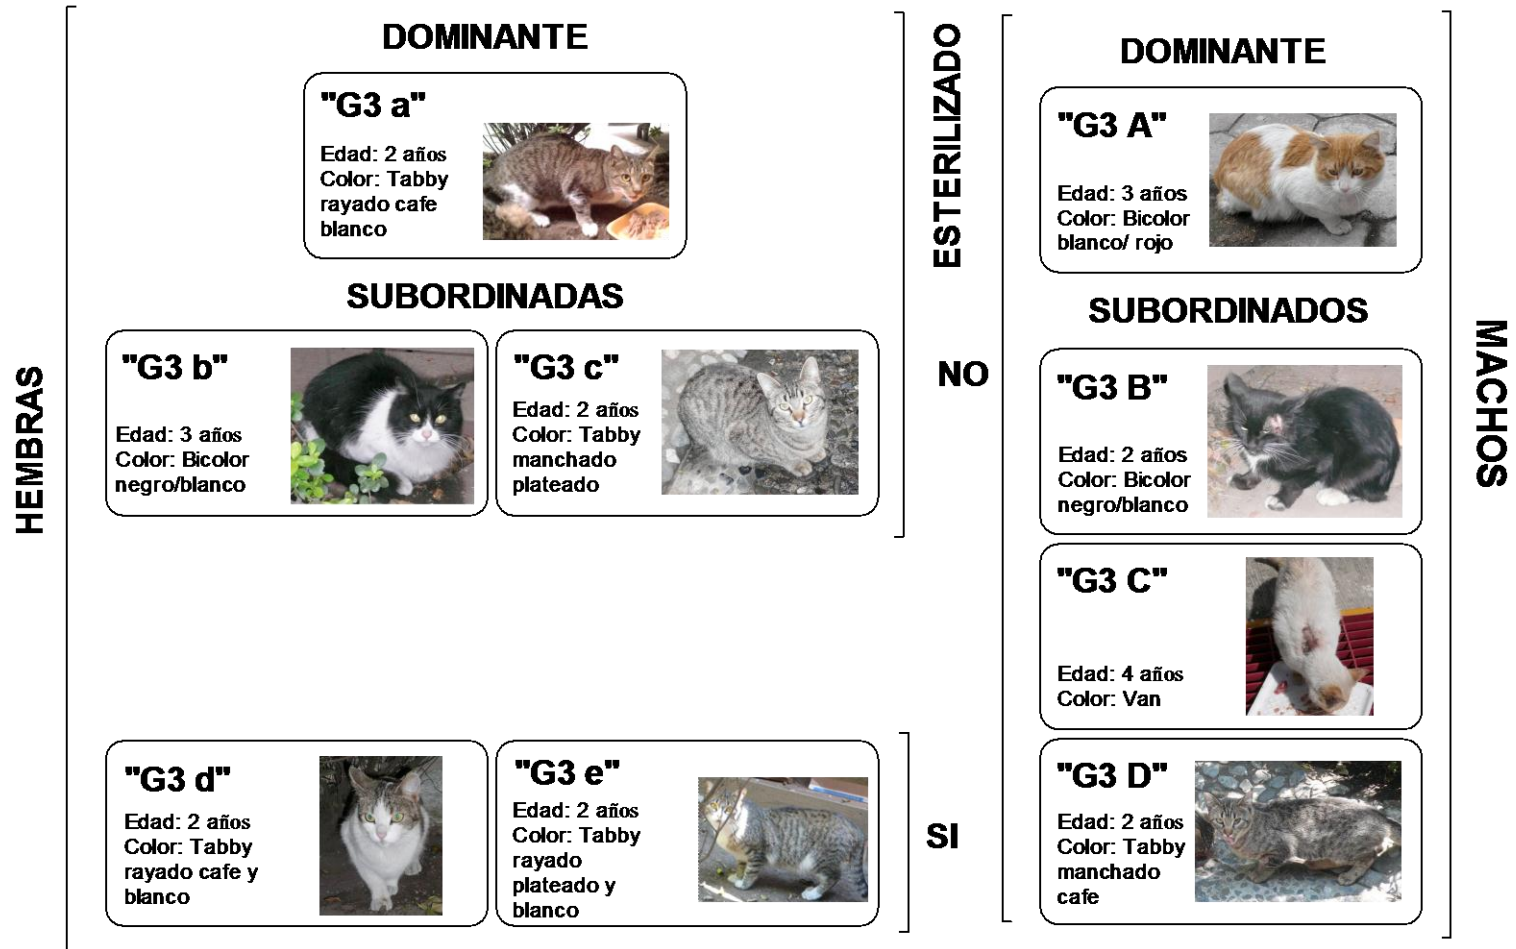 HEMBRAS
DOMINANTE
"G3 a"
Edad: 2 años
Color: Tabby
rayado cafe
blanco
SUBORDINADAS
"G3 b"
Edad: 3 años
Color: Bicolor
negro/blanco
"G3 c"
Edad: 2 años
Color: Tabby
manchado
plateado
"G3 d"
Edad: 2 años
Color: Tabby
rayado cafe y
blanco
"G3 e"
Edad: 2 años
Color: Tabby
rayado
plateado y
blanco
ESTERILIZADO
NO
SI
DOMINANTE
"G3 A"
Edad: 3 años
Color: Bicolor
blanco/ rojo
SUBORDINADOS
"G3 B"
Edad: 2 años
Color: Bicolor
negro/blanco
"G3 C"
Edad: 4 años
Color: Van
"G3 D"
Edad: 2 años
Color: Tabby
manchado
cafe
MACHOS